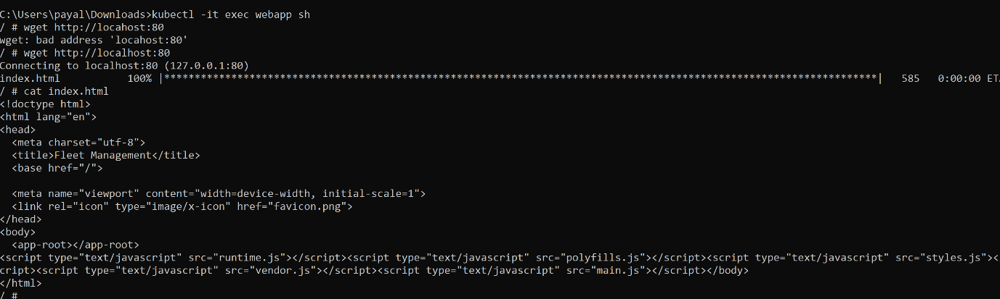 C:\Users\payal\Downloads>kubectl -it exec webapp sh
/ # wget http://locahost:80
wget: bad address 'locahost:80'
/ # wget http://localhost:80
Connecting to localhost:80 (127.0.0.1:80)
index.html           100% |**********************************************************************************************************************|   585   0:00:00 ETA
/ # cat index.html
<!doctype html>
<html lang="en">
<head>
  <meta charset="utf-8">
  <title>Fleet Management</title>
  <base href="/">

  <meta name="viewport" content="width=device-width, initial-scale=1">
  <link rel="icon" type="image/x-icon" href="favicon.png">
</head>
<body>
  <app-root></app-root>
<script type="text/javascript" src="runtime.js"></script><script type="text/javascript" src="polyfills.js"></script><script type="text/javascript" src="styles.js"><
cript><script type="text/javascript" src="vendor.js"></script><script type="text/javascript" src="main.js"></script></body>
</html>
/ #